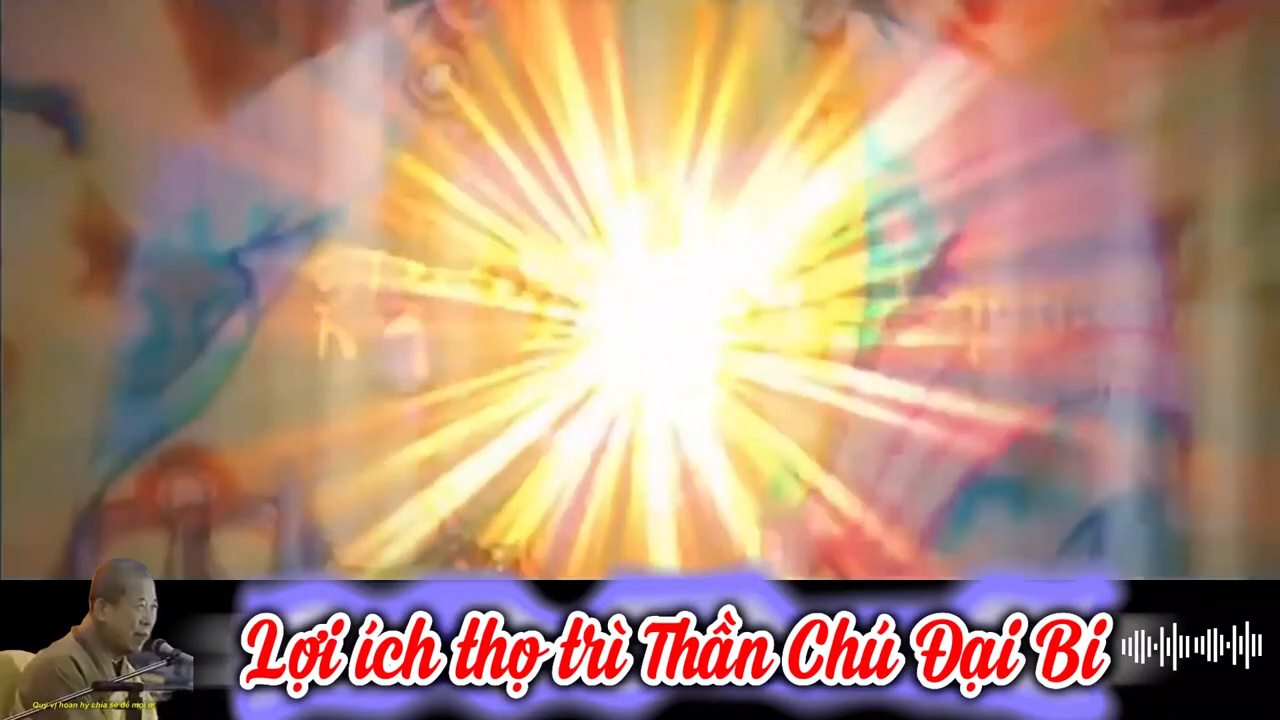 Lợi ích thọ trì Thần Chú Đại Bi
Quý vị hoan hỷ chia sẻ để mọi